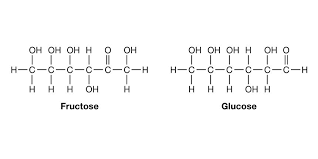 OH OH OH H O OH OH OH OH H OH O
H–C–C–C–C–C–C–H H–C–C–C–C–C–C–H
H H H OH H H H H OH H
Fructose Glucose